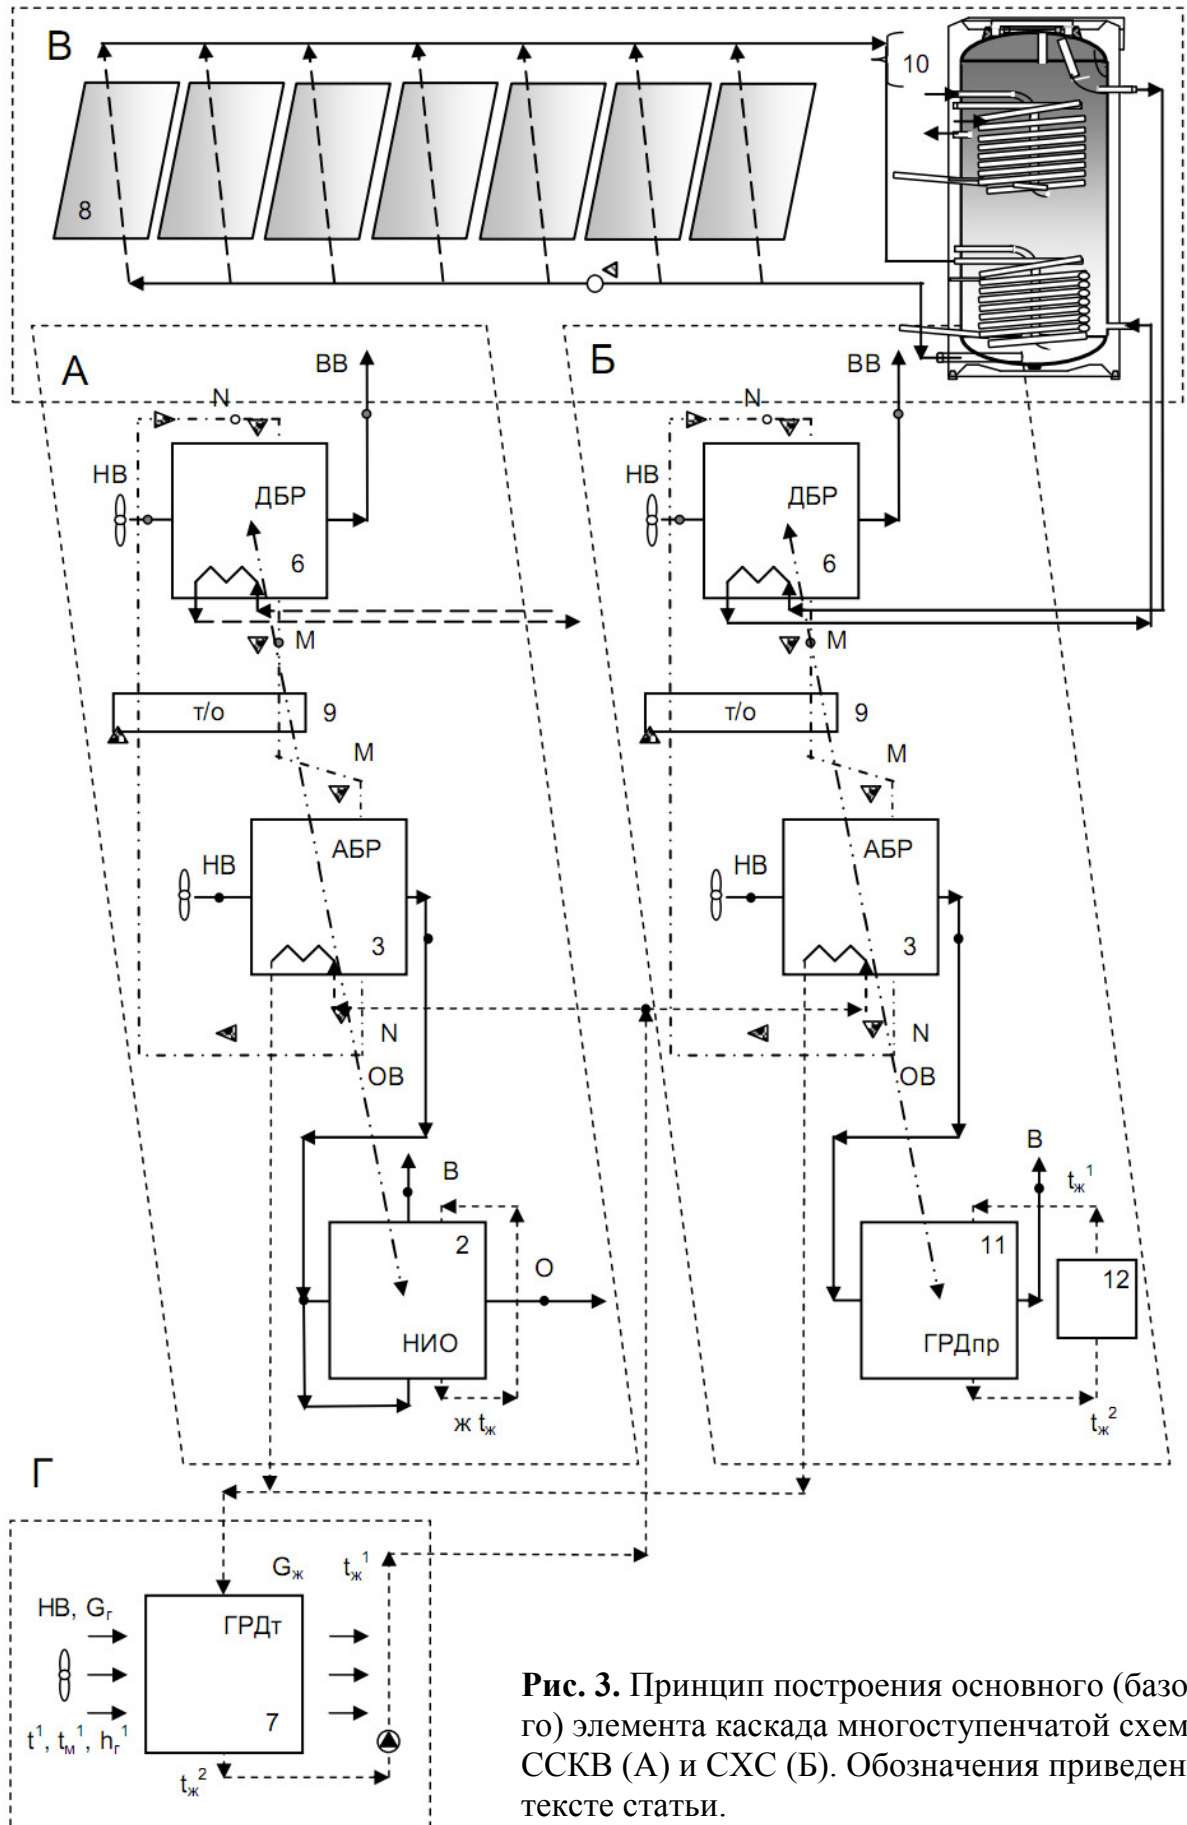 В
10
8
А
Б
ВВ
ВВ
N
N
НВ
НВ
ДБР
ДБР
6
6
М
М
т/о
9
т/о
9
М
М
НВ
АБР
НВ
АБР
3
3
N
N
ОВ
ОВ
В
В
tж¹
2
11
О
12
НИО
ГРДпр
ж tж
tж²
Г
Gж
tж¹
НВ, Gг
ГРДт
7
t¹, tм¹, hг¹
tж²
Рис. 3. Принцип построения основного (базо
го) элемента каскада многоступенчатой схем
ССКВ (А) и СХС (Б). Обозначения приведен
тексте статьи.